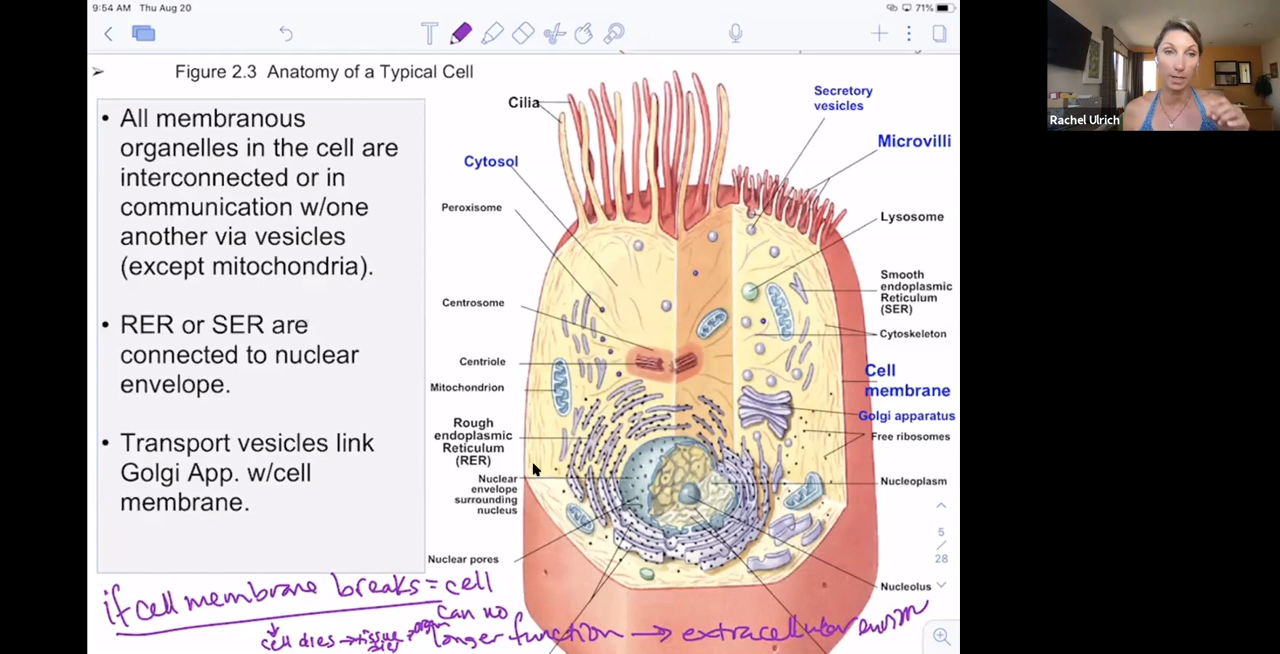 9:54 AM Thu Aug 20
71%
Figure 2.3 Anatomy of a Typical Cell
• All membranous
organelles in the cell are
interconnected or in
communication w/one
another via vesicles
(except mitochondria).
• RER or SER are
connected to nuclear
envelope.
• Transport vesicles link
Golgi App. w/cell
membrane.
Cilia
Cytosol
Peroxisome
Centrosome
Centriole
Mitochondrion
Rough
endoplasmic
Reticulum
(RER)
Nuclear
envelope
surrounding
nucleus
Nuclear pores
Secretory
vesicles
Microvilli
Lysosome
Smooth
endoplasmic
Reticulum
(SER)
Cytoskeleton
Cell
membrane
Golgi apparatus
Free ribosomes
Nucleoplasm
Nucleolus
5
/
28
if cell membrane breaks = cell
can no
longer function → extracellular
cell dies → tissue
Rachel Ulrich